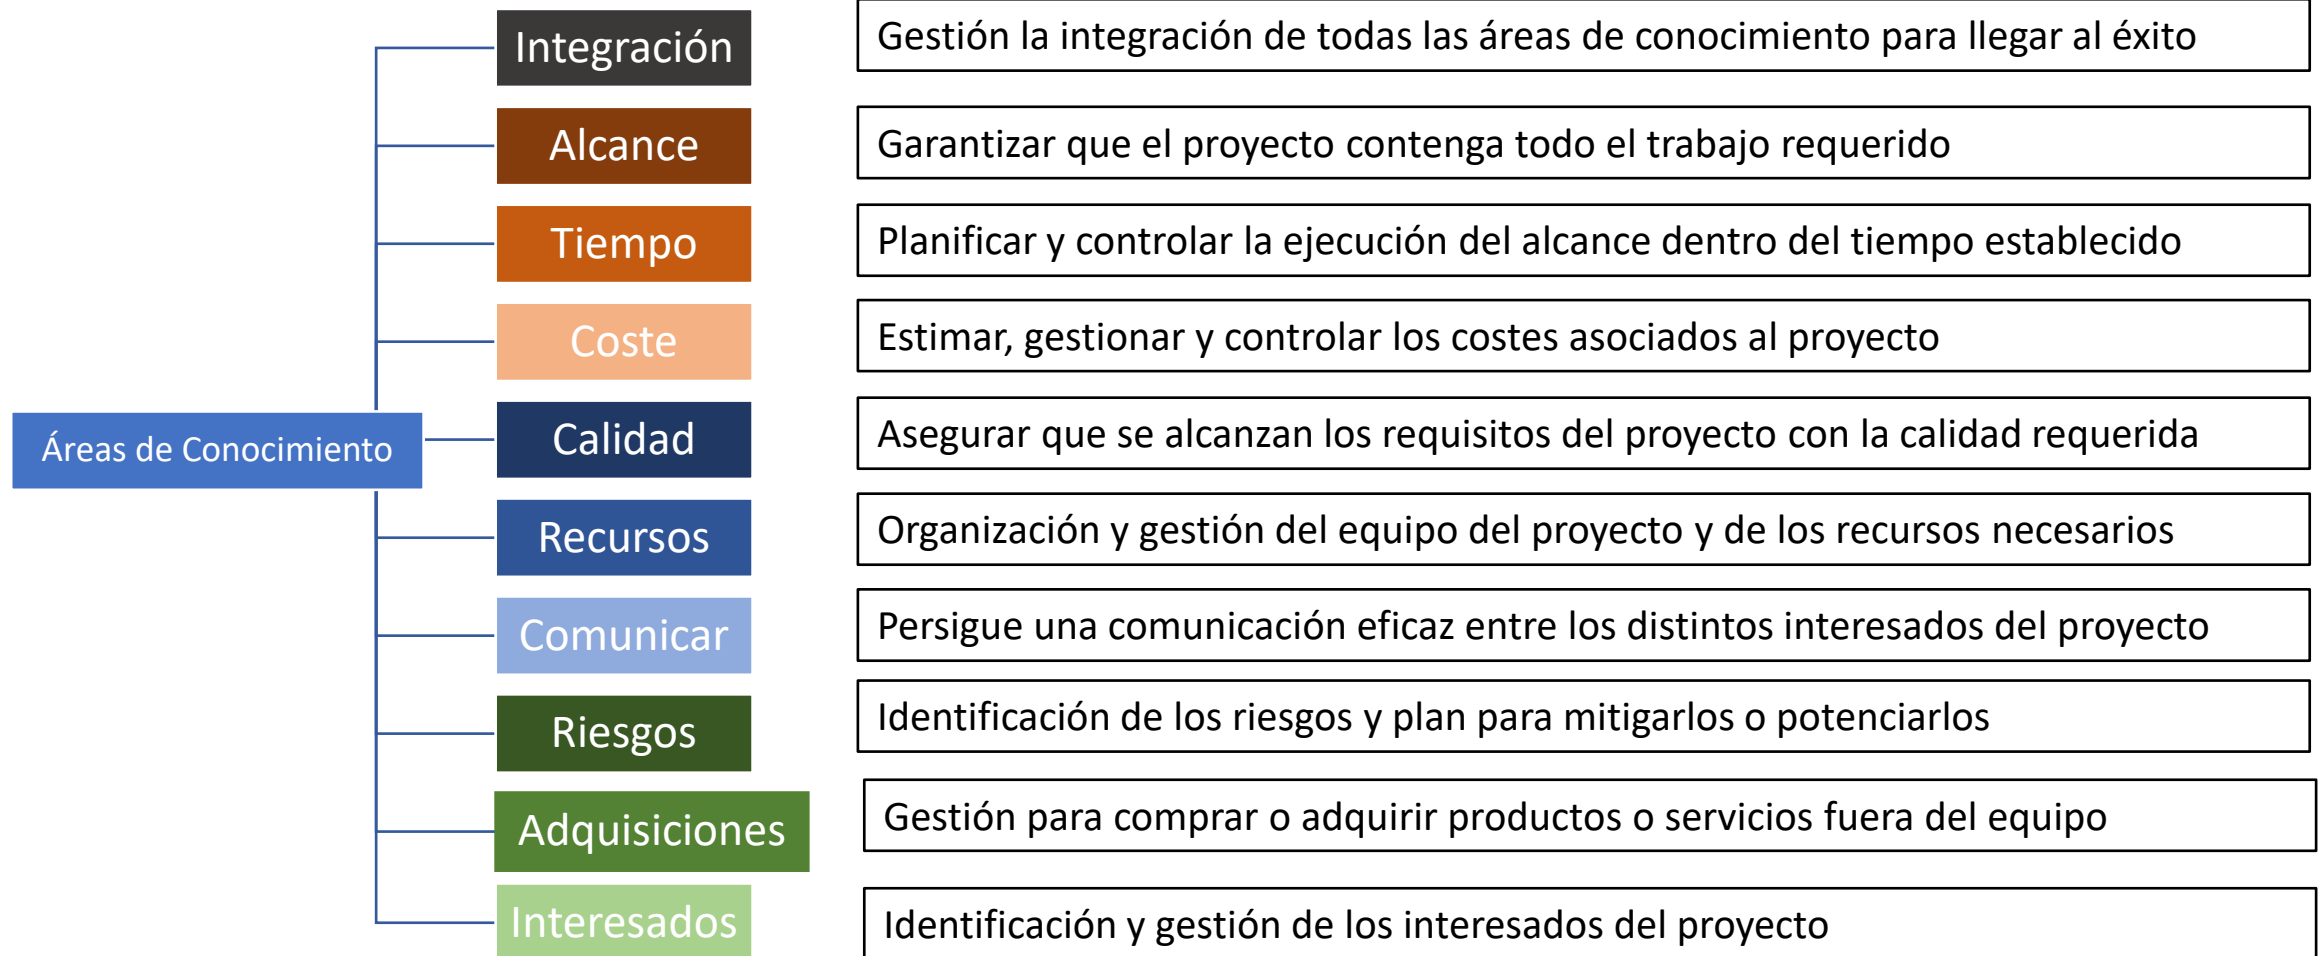 Integración
Gestión la integración de todas las áreas de conocimiento para llegar al éxito
Alcance
Garantizar que el proyecto contenga todo el trabajo requerido
Tiempo
Planificar y controlar la ejecución del alcance dentro del tiempo establecido
Coste
Estimar, gestionar y controlar los costes asociados al proyecto
Áreas de Conocimiento
Calidad
Asegurar que se alcanzan los requisitos del proyecto con la calidad requerida
Recursos
Organización y gestión del equipo del proyecto y de los recursos necesarios
Comunicar
Persigue una comunicación eficaz entre los distintos interesados del proyecto
Riesgos
Identificación de los riesgos y plan para mitigarlos o potenciarlos
Adquisiciones
Gestión para comprar o adquirir productos o servicios fuera del equipo
Interesados
Identificación y gestión de los interesados del proyecto